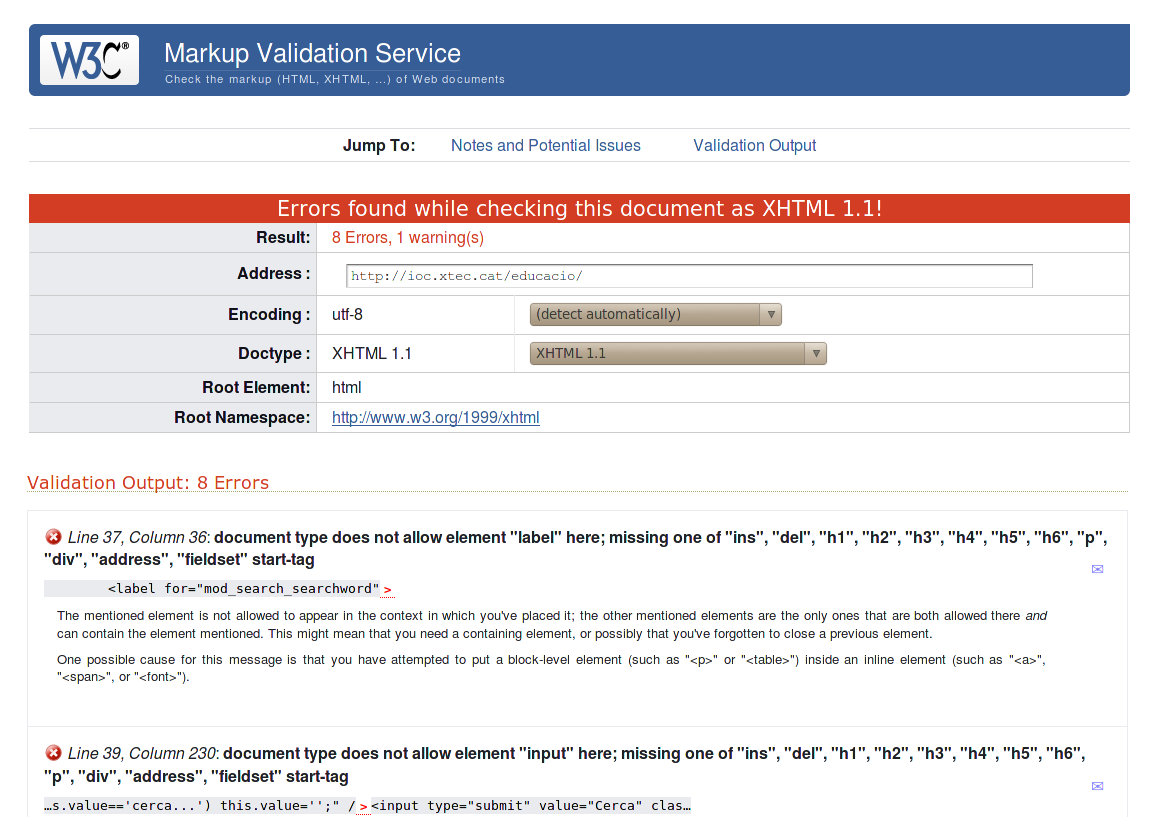 W3C®
Markup Validation Service
Check the markup (HTML, XHTML, ...) of Web documents
Jump To: Notes and Potential Issues Validation Output
Errors found while checking this document as XHTML 1.1!
Result: 8 Errors, 1 warning(s)
Address : http://ioc.xtec.cat/educacio/
Encoding : utf-8 (detect automatically)
Doctype : XHTML 1.1 XHTML 1.1
Root Element: html
Root Namespace: http://www.w3.org/1999/xhtml
Validation Output: 8 Errors
Line 37, Column 36: document type does not allow element "label" here; missing one of "ins", "del", "h1", "h2", "h3", "h4", "h5", "h6", "p",
"div", "address", "fieldset" start-tag
<label for="mod_search_searchword">
The mentioned element is not allowed to appear in the context in which you've placed it; the other mentioned elements are the only ones that are both allowed there and
can contain the element mentioned. This might mean that you need a containing element, or possibly that you've forgotten to close a previous element.
One possible cause for this message is that you have attempted to put a block-level element (such as "<p>" or "<table>") inside an inline element (such as "<a>",
"<span>", or "<font>").
Line 39, Column 230: document type does not allow element "input" here; missing one of "ins", "del", "h1", "h2", "h3", "h4", "h5", "h6",
"p", "div", "address", "fieldset" start-tag
…s.value=='cerca...') this.value='';" /><input type="submit" value="Cerca" clas…